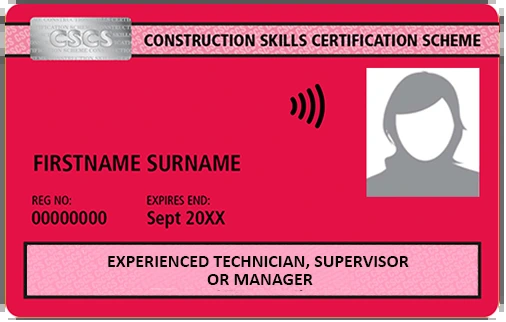 CSCS
CONSTRUCTION SKILLS CERTIFICATION SCHEME
FIRSTNAME SURNAME
REG NO:
00000000
EXPIRES END:
Sept 20XX
EXPERIENCED TECHNICIAN, SUPERVISOR
OR MANAGER